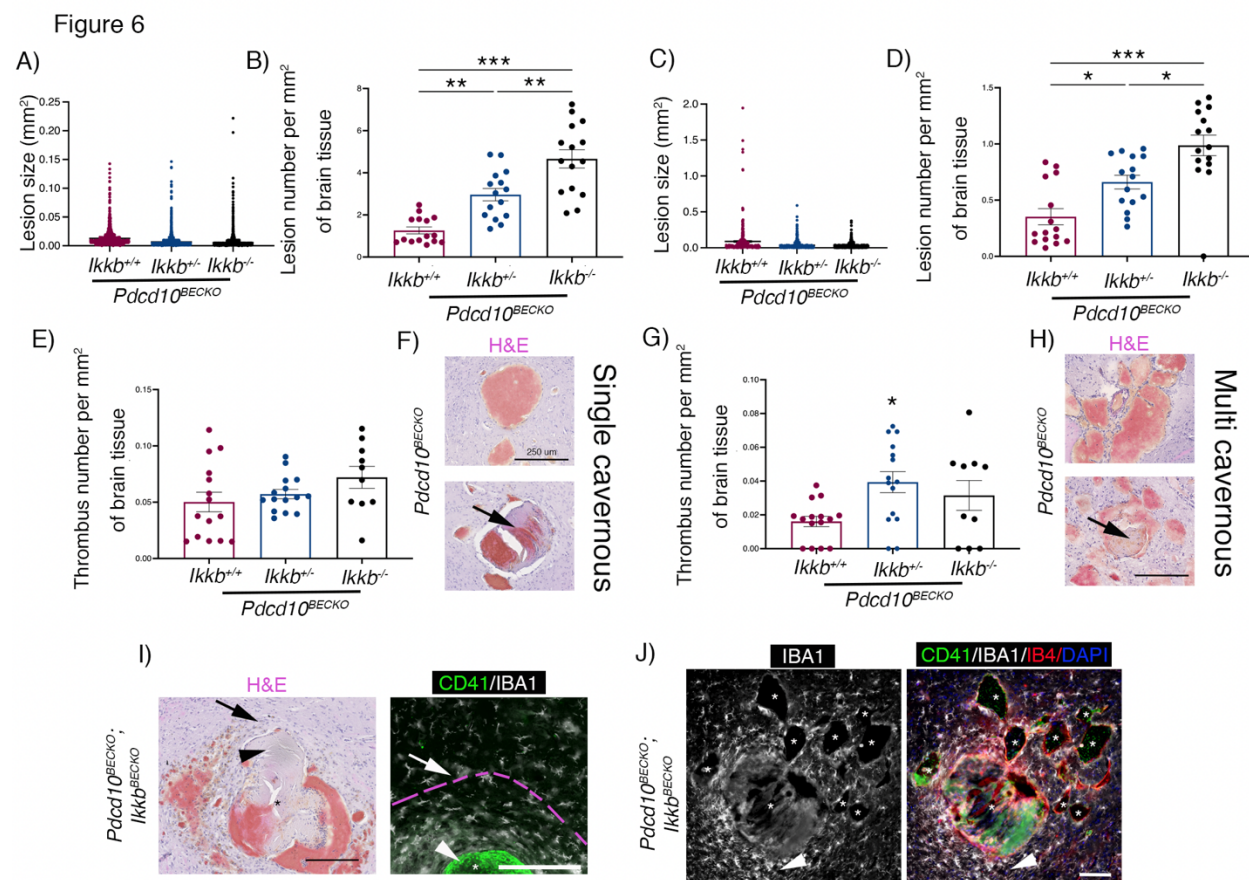 Figure 6
A)
Lesion size (mm²)
0.25
0.20
0.15
0.10
0.05
0.00
Ikkb+/+ Ikkb+/- Ikkb-/-
Pdcd10BECKO
B)
Lesion number per mm²
of brain tissue
***
** **
8
6
4
2
0
Ikkb+/+ Ikkb+/- Ikkb-/-
Pdcd10BECKO
C)
Lesion size (mm²)
2.0
1.5
1.0
0.5
0.0
Ikkb+/+ Ikkb+/- Ikkb-/-
Pdcd10BECKO
D)
Lesion number per mm²
of brain tissue
***
* *
1.5
1.0
0.5
0.0
Ikkb+/+ Ikkb+/- Ikkb-/-
Pdcd10BECKO
E)
Thrombus number per mm²
of brain tissue
0.15
0.10
0.05
0.00
Ikkb+/+ Ikkb+/- Ikkb-/-
Pdcd10BECKO
F)
H&E
Pdcd10BECKO
250 um
Single cavernous
G)
Thrombus number per mm²
of brain tissue
*
0.10
0.08
0.06
0.04
0.02
0.00
Ikkb+/+ Ikkb+/- Ikkb-/-
Pdcd10BECKO
H)
H&E
Pdcd10BECKO
Multi cavernous
I)
H&E
CD41/IBA1
Pdcd10BECKO;
IkkbBECKO
*
*
J)
IBA1
CD41/IBA1/IB4/DAPI
Pdcd10BECKO;
IkkbBECKO